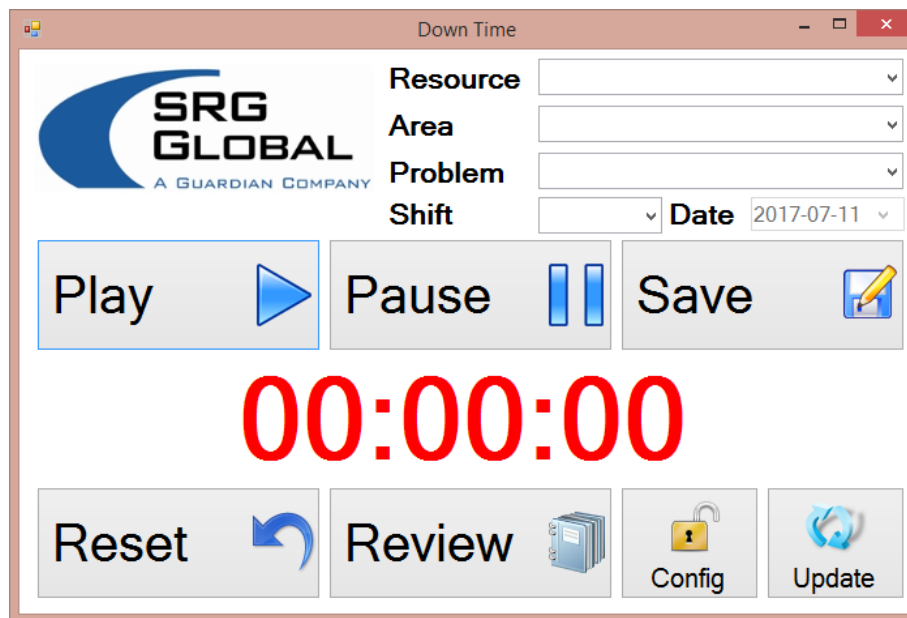 Down Time
SRG
GLOBAL
A GUARDIAN COMPANY
Resource
Area
Problem
Shift
Date 2017-07-11
Play
Pause
Save
00:00:00
Reset
Review
Config
Update